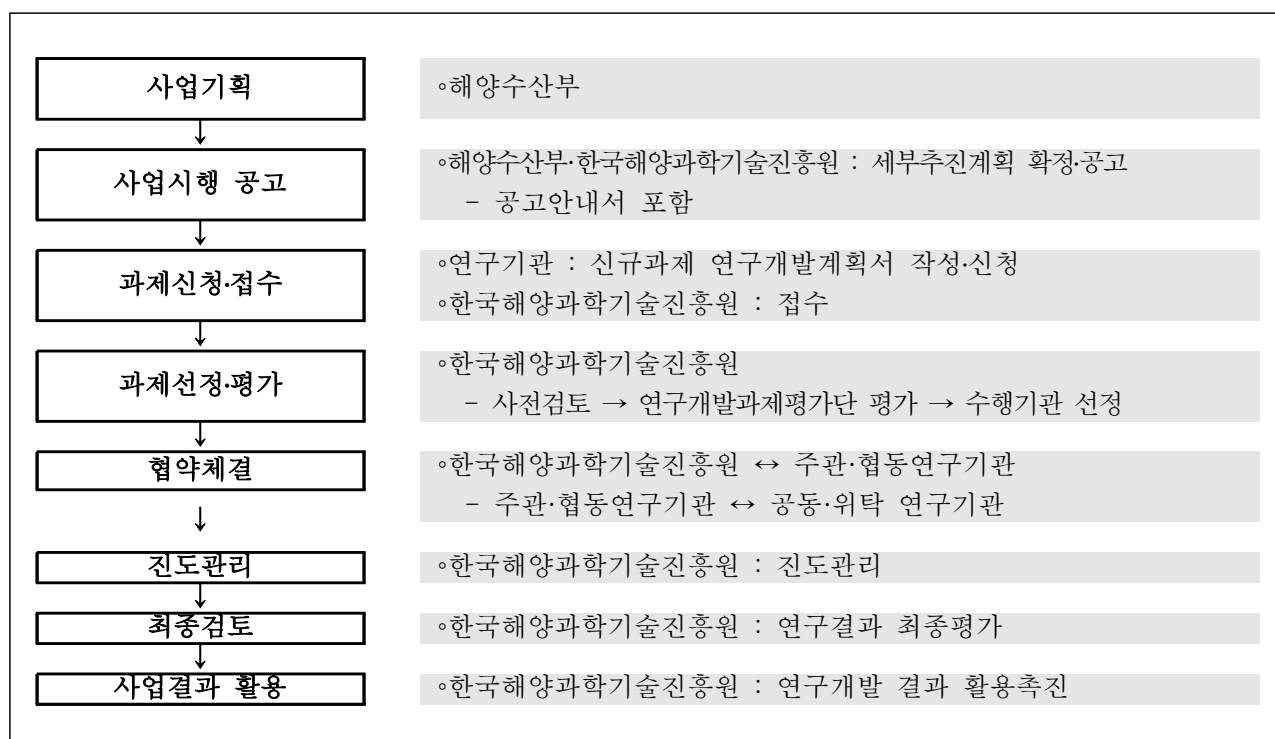 사업기획
◦해양수산부
↓
사업시행 공고
◦해양수산부·한국해양과학기술진흥원 : 세부추진계획 확정·공고
- 공고안내서 포함
↓
과제신청·접수
◦연구기관 : 신규과제 연구개발계획서 작성·신청
◦한국해양과학기술진흥원 : 접수
↓
과제선정·평가
◦한국해양과학기술진흥원
- 사전검토 → 연구개발과제평가단 평가 → 수행기관 선정
↓
협약체결
◦한국해양과학기술진흥원 ↔ 주관·협동연구기관
- 주관·협동연구기관 ↔ 공동·위탁 연구기관
↓
진도관리
◦한국해양과학기술진흥원 : 진도관리
↓
최종검토
◦한국해양과학기술진흥원 : 연구결과 최종평가
↓
사업결과 활용
◦한국해양과학기술진흥원 : 연구개발 결과 활용촉진